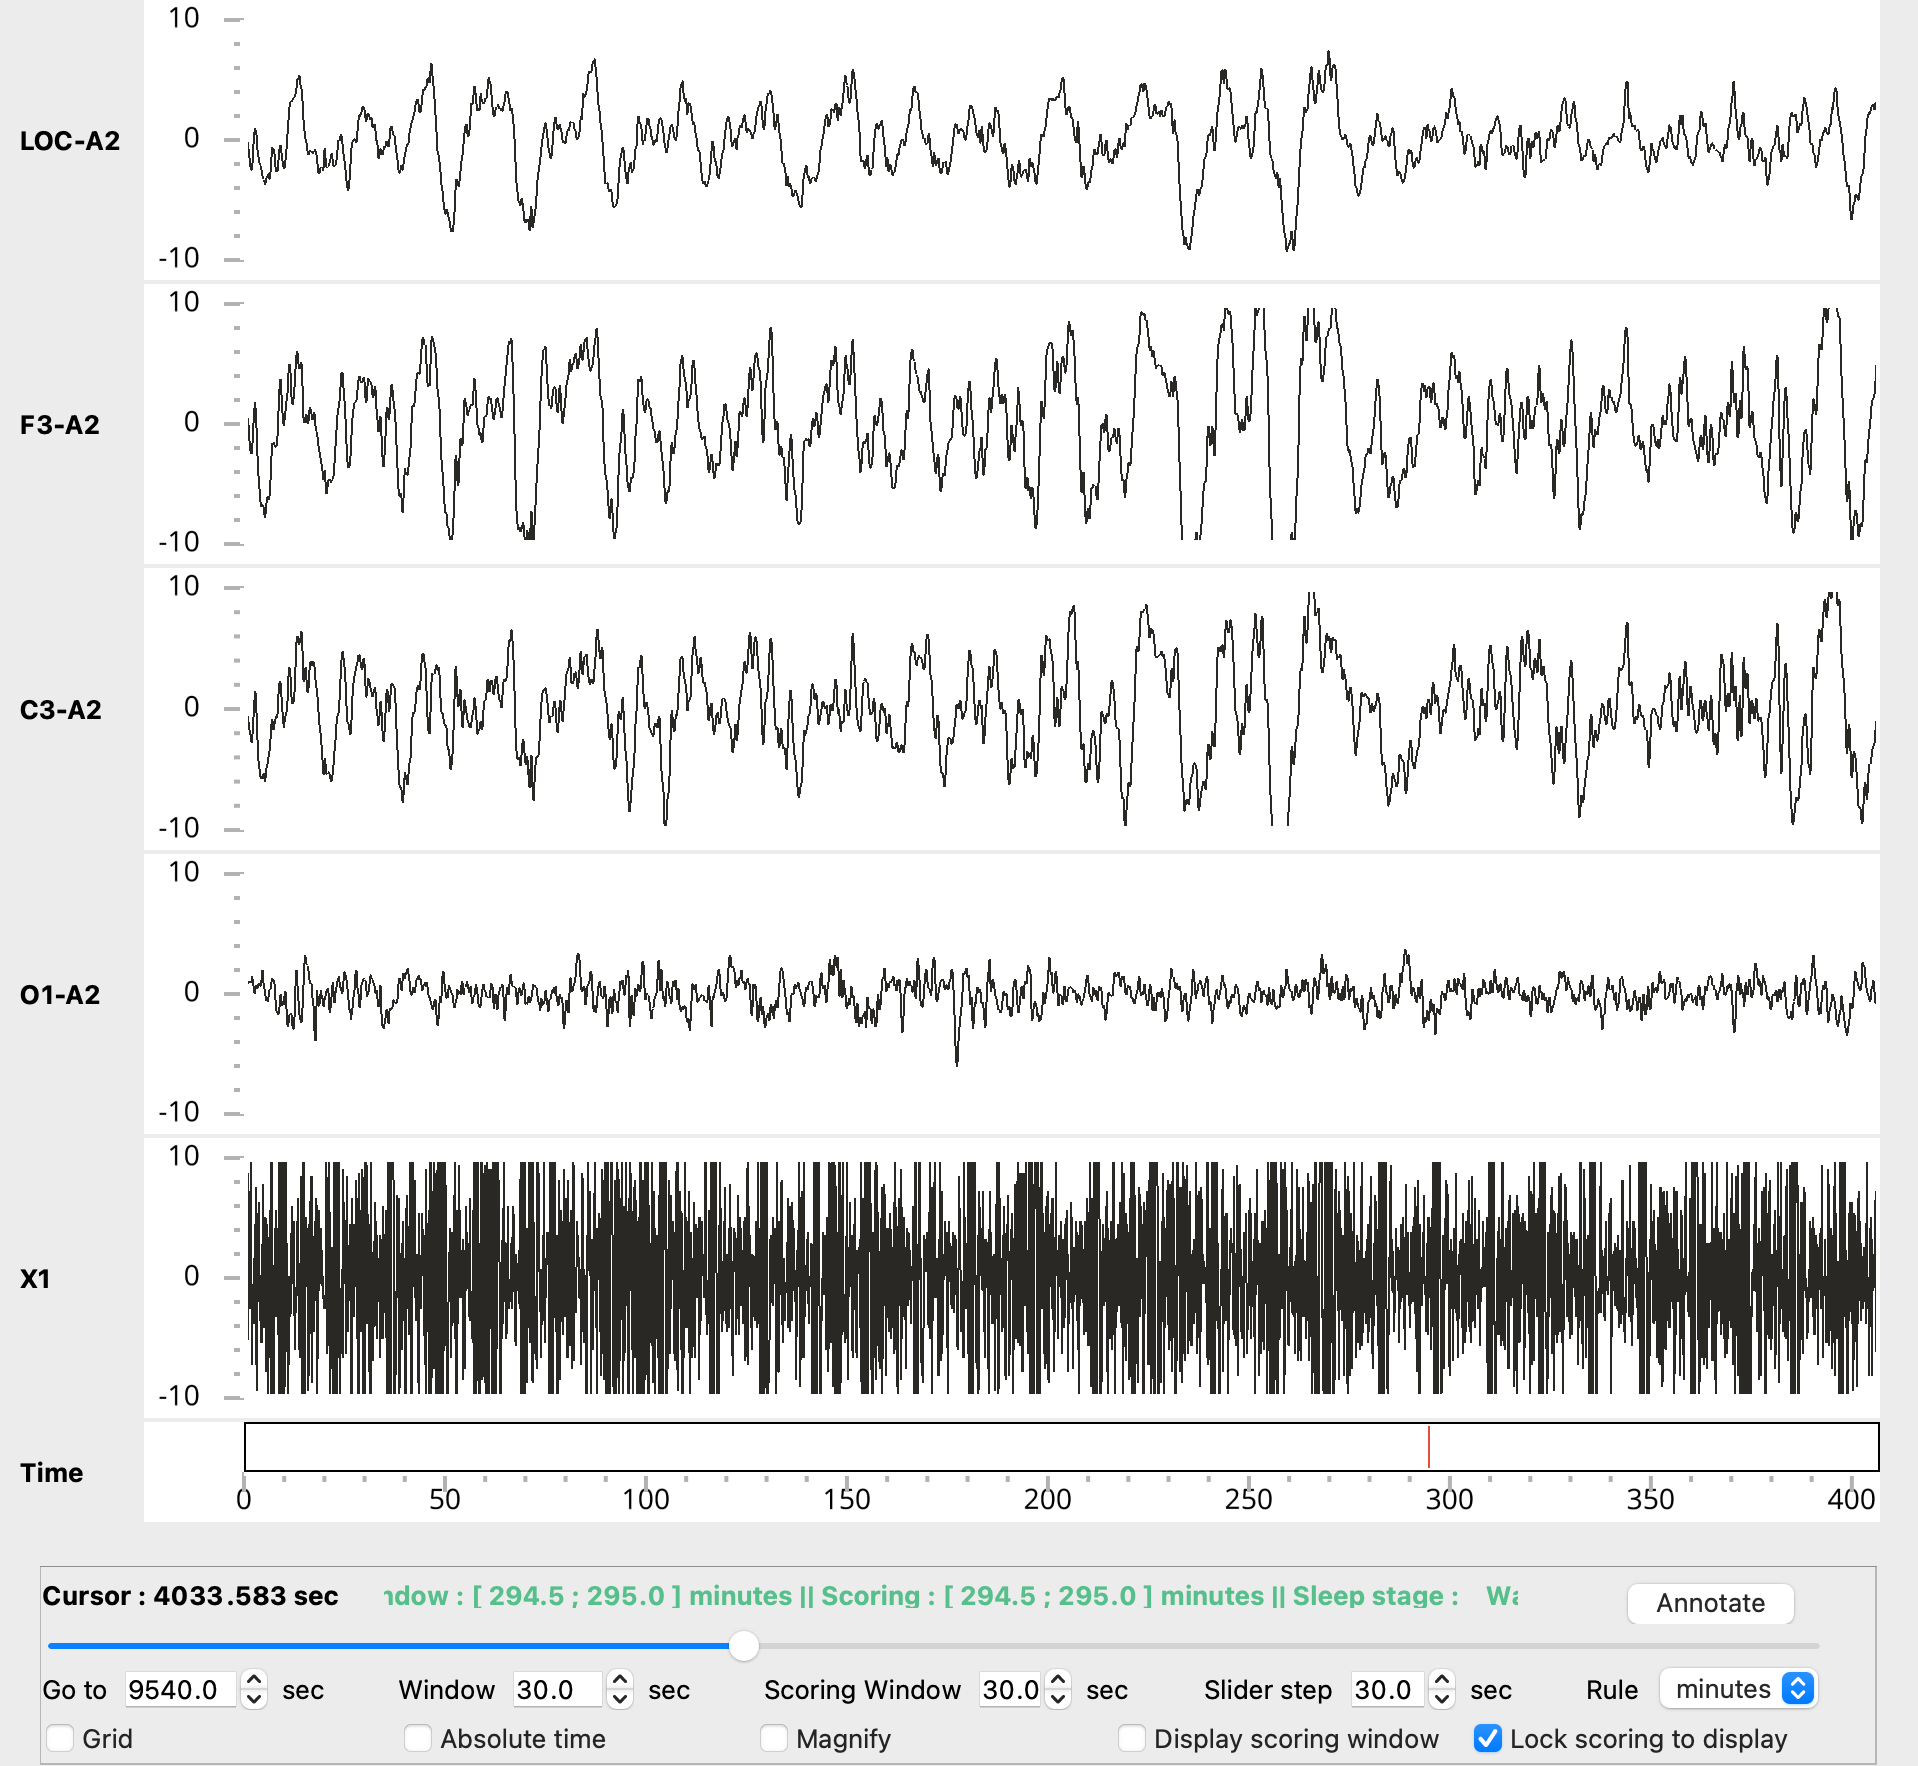 10
LOC-A2
0
-10
10
F3-A2
0
-10
10
C3-A2
0
-10
10
O1-A2
0
-10
10
X1
0
-10
Time
0 50 100 150 200 250 300 350 400
Cursor : 4033.583 sec ndow : [ 294.5 ; 295.0 ] minutes || Scoring : [ 294.5 ; 295.0 ] minutes || Sleep stage : Wa Annotate
Go to 9540.0 sec Window 30.0 sec Scoring Window 30.0 sec Slider step 30.0 sec Rule minutes
Grid Absolute time Magnify Display scoring window Lock scoring to display